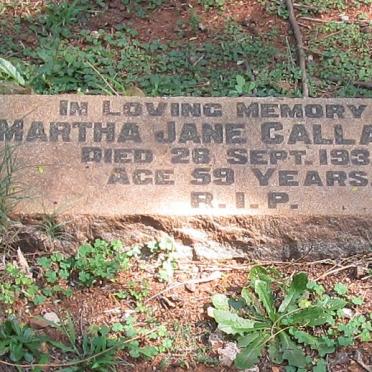 IN LOVING MEMORY
MARTHA JANE CALLA
DIED 28 SEPT. 193
AGE 59 YEARS.
R.I.P.